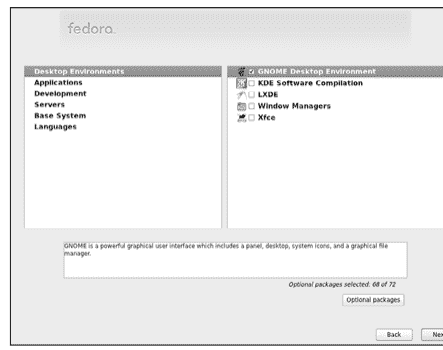 fedora.
Desktop Environments
Applications
Development
Servers
Base System
Languages
GNOME Desktop Environment
KDE Software Compilation
LXDE
Window Managers
Xfce
GNOME is a powerful graphical user interface which includes a panel, desktop, system icons, and a graphical file
manager.
Optional packages selected: 68 of 72
Optional packages
Back
Nex